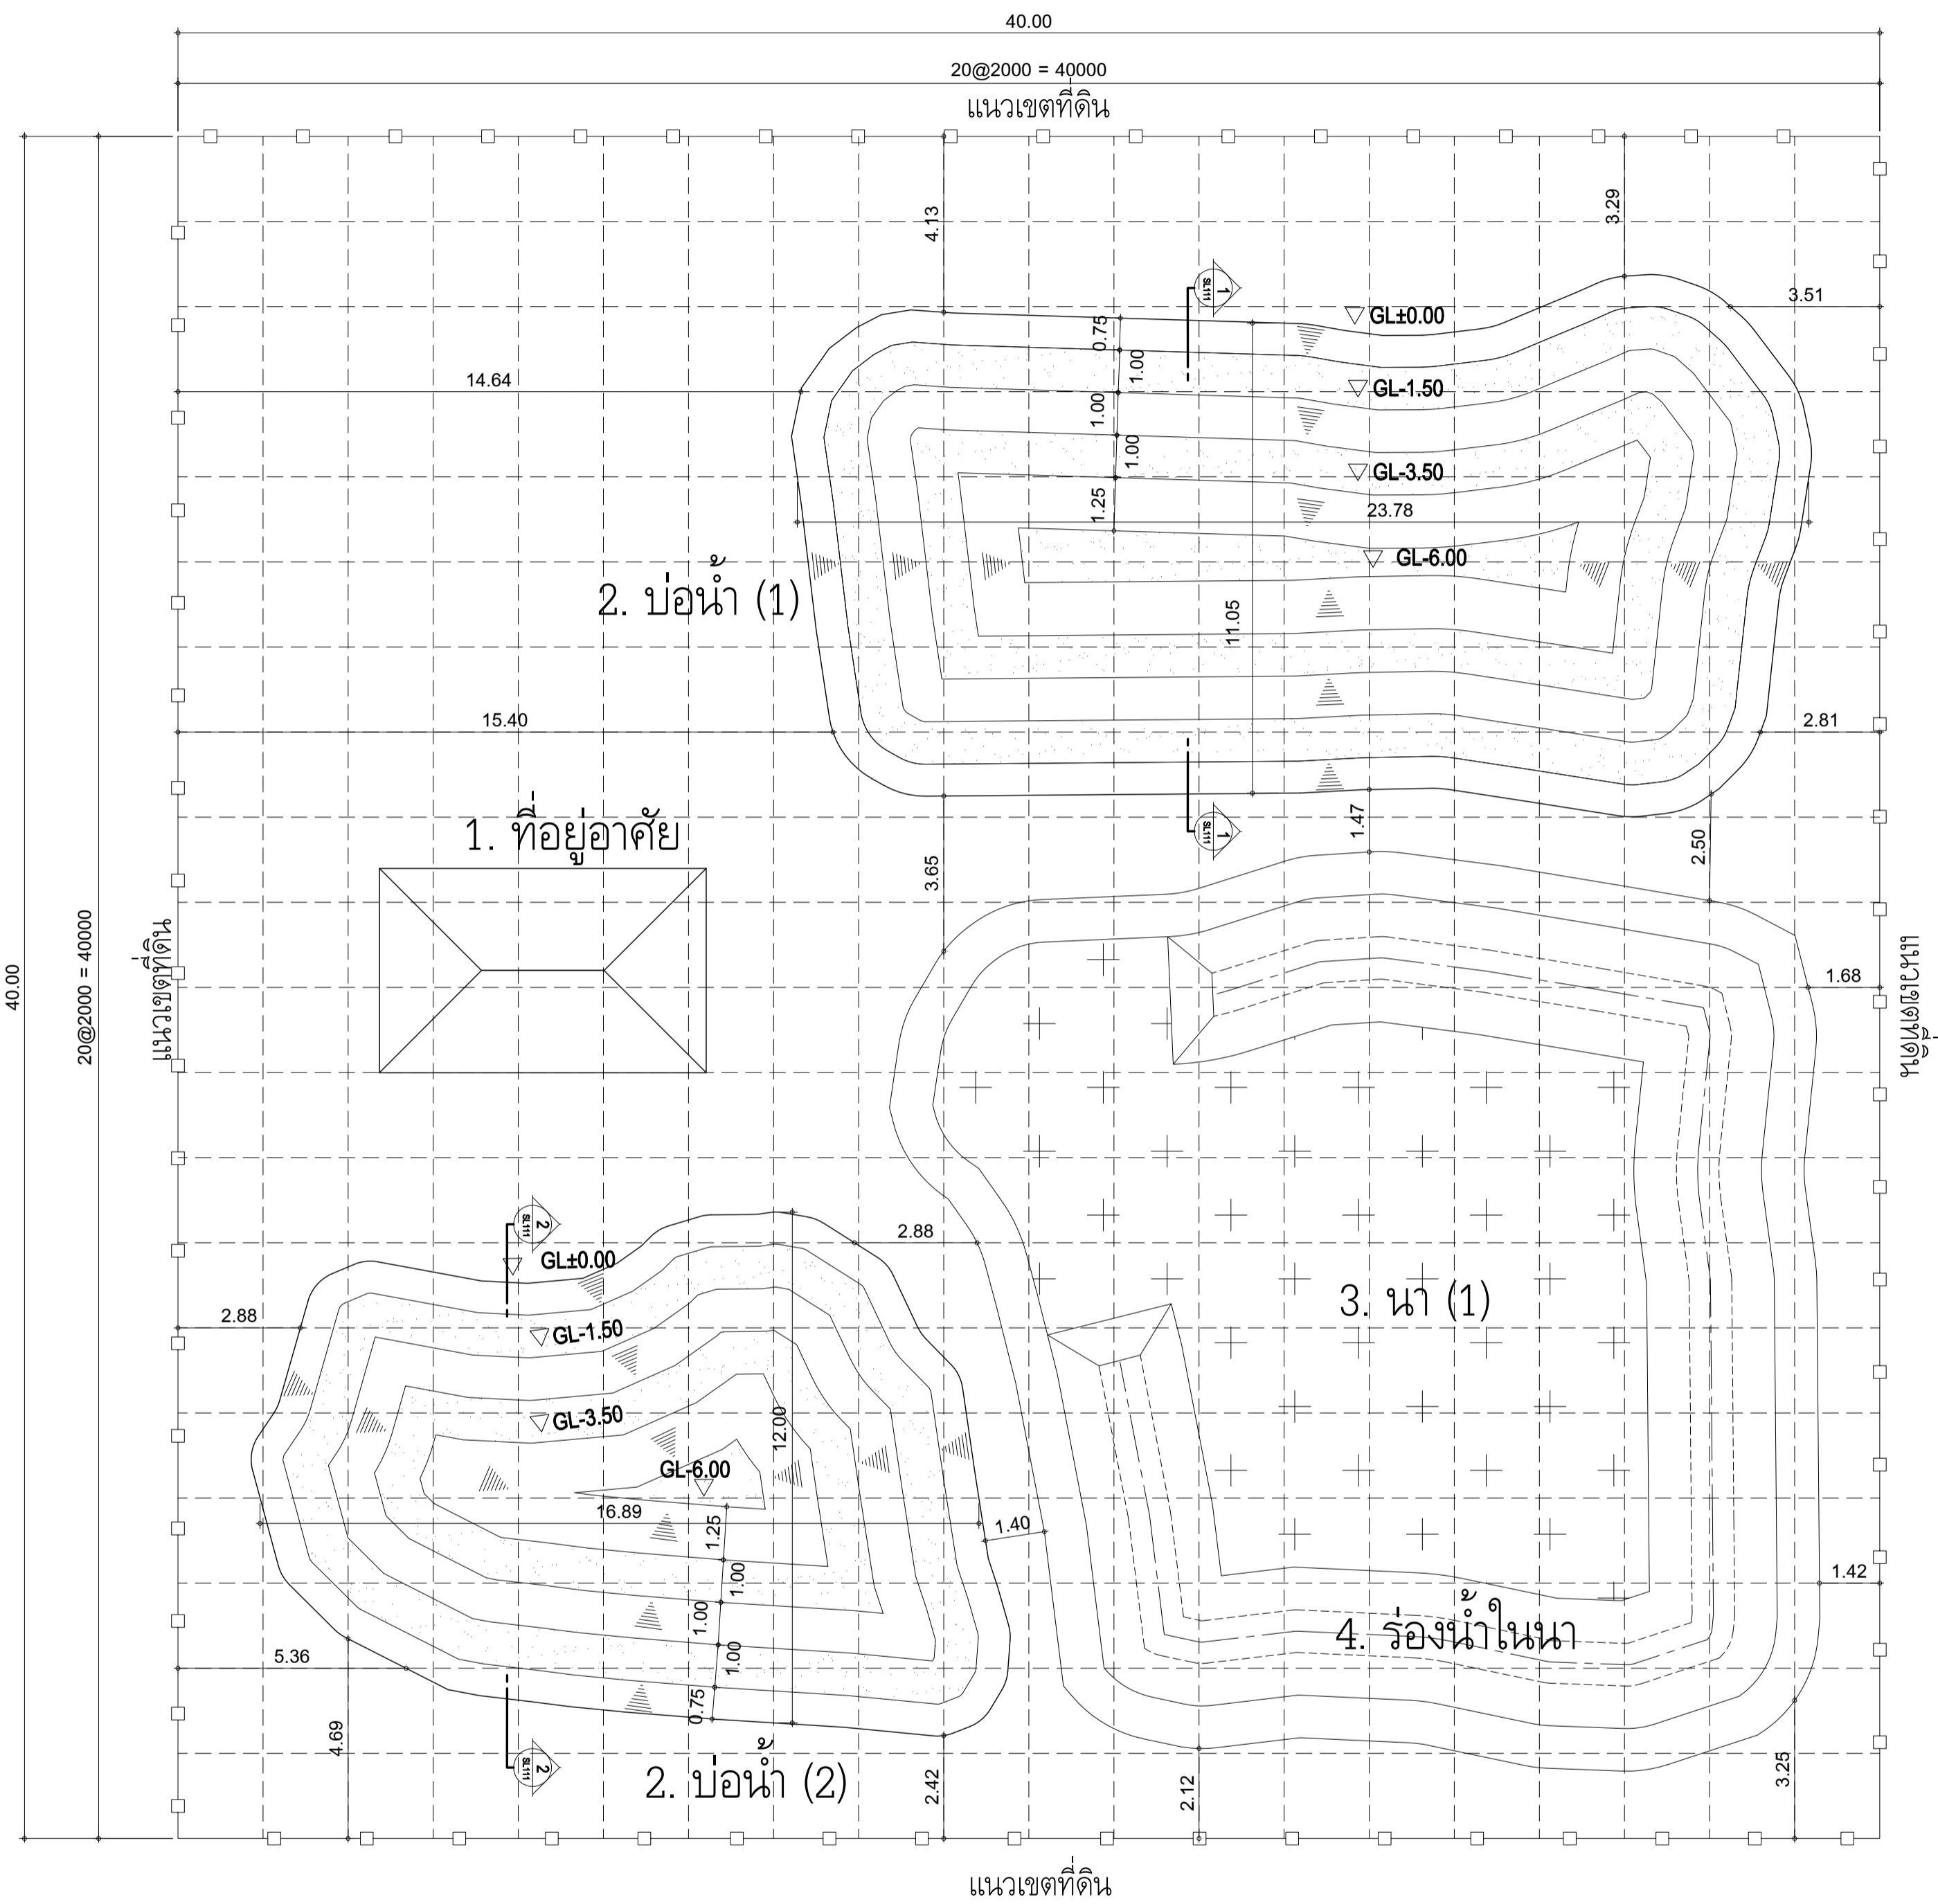 40.00
20@2000 = 40000
แนวเขตที่ดิน
4.13
3.29
3.51
1
SL111
GL±0.00
0.75
1.00
14.64
GL-1.50
1.00
1.00
GL-3.50
1.25
23.78
GL-6.00
2. บ่อน้ำ (1)
11.05
15.40
2.81
1. ที่อยู่อาศัย
1
SL111
1.47
2.50
3.65
40.00
20@2000 = 40000
แนวเขตที่ดิน
แนวเขตที่ดิน
1.68
2
SL111
2.88
GL±0.00
2.88
GL-1.50
3. นา (1)
GL-3.50
12.00
GL-6.00
16.89
1.25
1.40
1.00
1.42
1.00
4. ร่องน้ำในนา
1.00
5.36
0.75
4.69
2
SL111
2. บ่อน้ำ (2)
2.42
2.12
3.25
แนวเขตที่ดิน